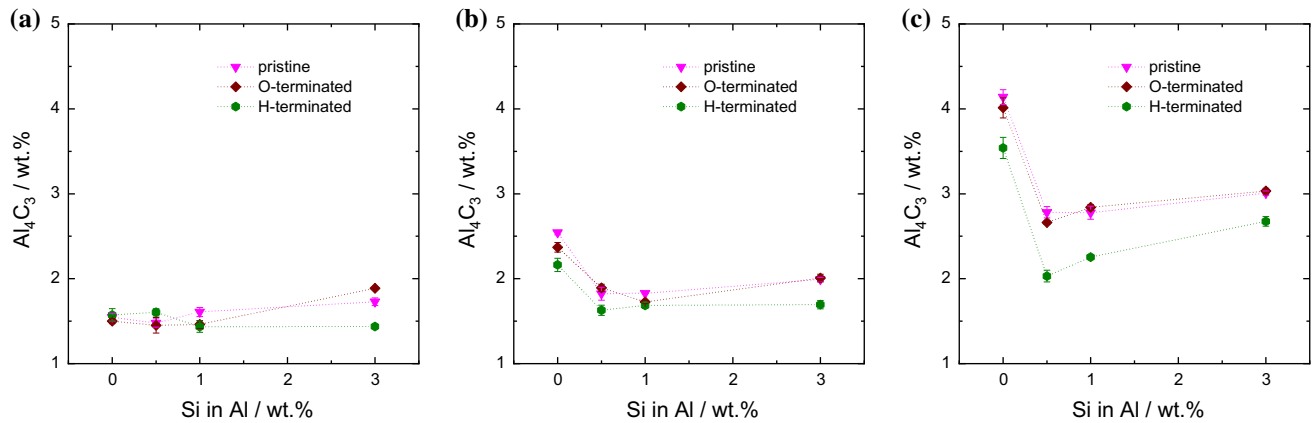 (a)
5
4
3
2
1
Al₄C₃ / wt.%
pristine
O-terminated
H-terminated
0 1 2 3
Si in Al / wt.%
(b)
5
4
3
2
1
Al₄C₃ / wt.%
pristine
O-terminated
H-terminated
0 1 2 3
Si in Al / wt.%
(c)
5
4
3
2
1
Al₄C₃ / wt.%
pristine
O-terminated
H-terminated
0 1 2 3
Si in Al / wt.%